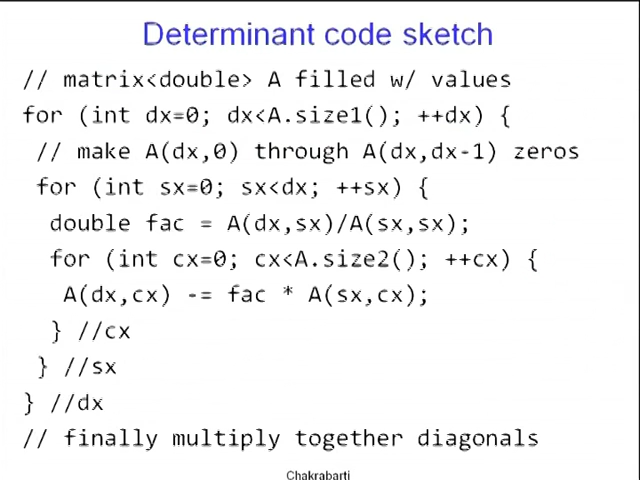 Determinant code sketch
// matrix<double> A filled w/ values
for (int dx=0; dx<A.size1(); ++dx) {
// make A(dx,0) through A(dx,dx-1) zeros
for (int sx=0; sx<dx; ++sx) {
double fac = A(dx,sx)/A(sx,sx);
for (int cx=0; cx<A.size2(); ++cx) {
A(dx,cx) -= fac * A(sx,cx);
} //cx
} //sx
} //dx
// finally multiply together diagonals
Chakrabarti